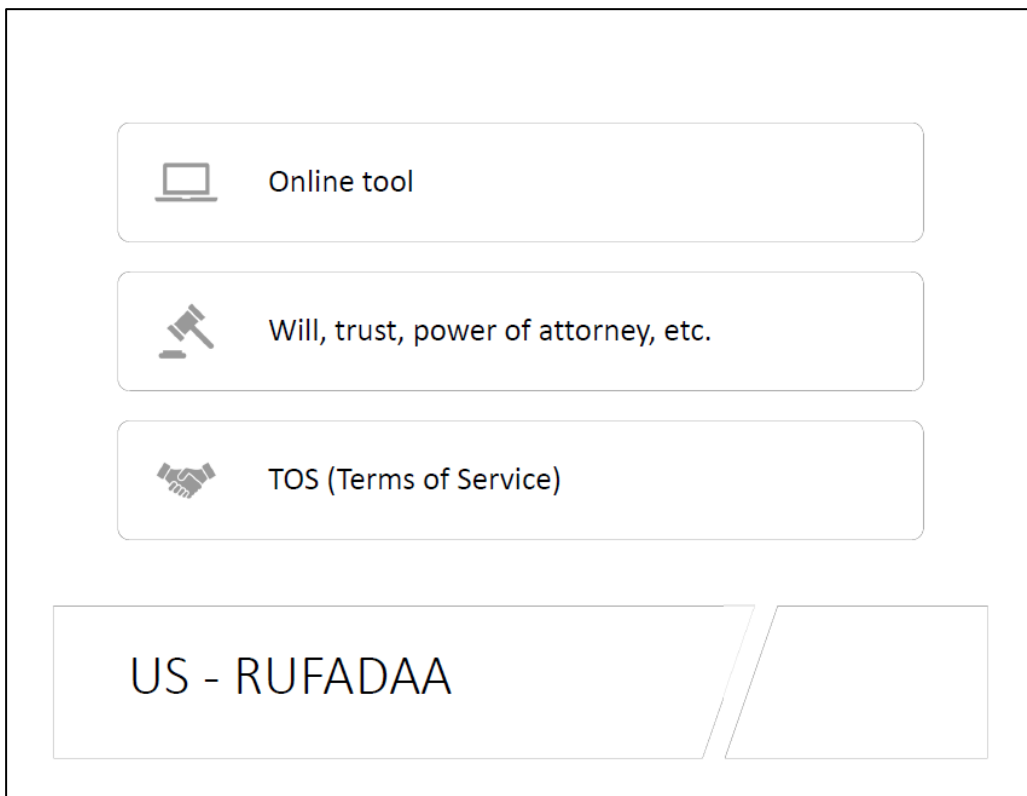 Online tool
Will, trust, power of attorney, etc.
TOS (Terms of Service)
US - RUFADAA